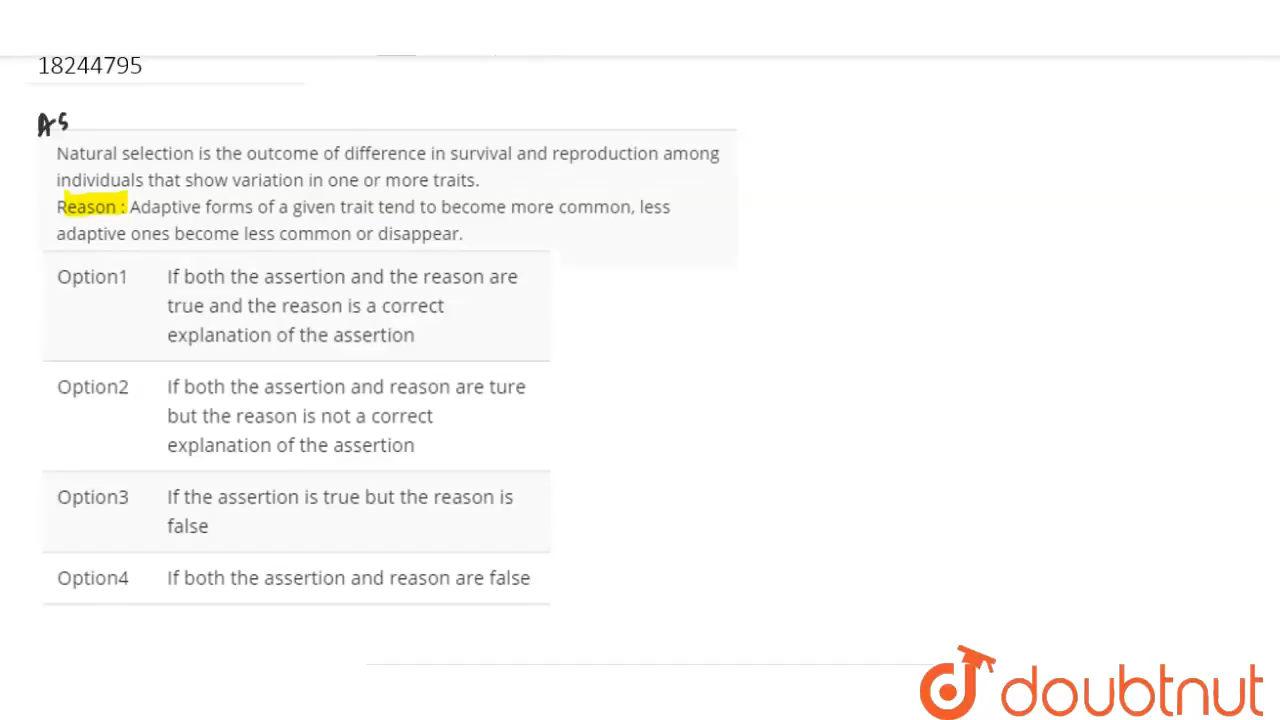 18244795
As
Natural selection is the outcome of difference in survival and reproduction among
individuals that show variation in one or more traits.
Reason : Adaptive forms of a given trait tend to become more common, less
adaptive ones become less common or disappear.
Option1 If both the assertion and the reason are
true and the reason is a correct
explanation of the assertion
Option2 If both the assertion and reason are ture
but the reason is not a correct
explanation of the assertion
Option3 If the assertion is true but the reason is
false
Option4 If both the assertion and reason are false
doubtnut